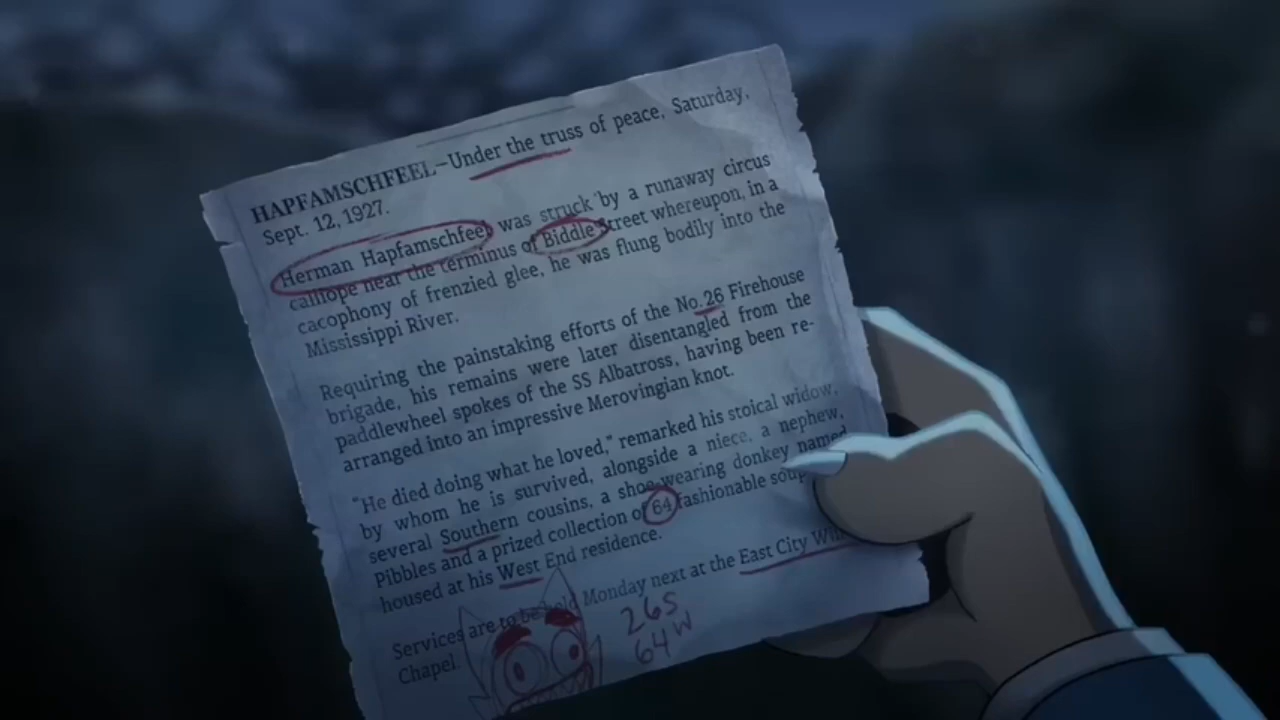 HAPFAMSCHFEEL—Under the truss of peace, Saturday,
Sept. 12, 1927.
Herman Hapfamschfeel was struck by a runaway circus
calliope near the terminus of Biddle Street whereupon, in a
cacophony of frenzied glee, he was flung bodily into the
Mississippi River.
Requiring the painstaking efforts of the No. 26 Firehouse
brigade, his remains were later disentangled from the
paddlewheel spokes of the SS Albatross, having been re-
arranged into an impressive Merovingian knot.
"He died doing what he loved," remarked his stoical widow,
by whom he is survived, alongside a niece, a nephew,
several Southern cousins, a shoe-wearing donkey named
Pibbles and a prized collection of 64 fashionable soup
housed at his West End residence.
Services are to be held Monday next at the East City
Chapel.
26S
64W